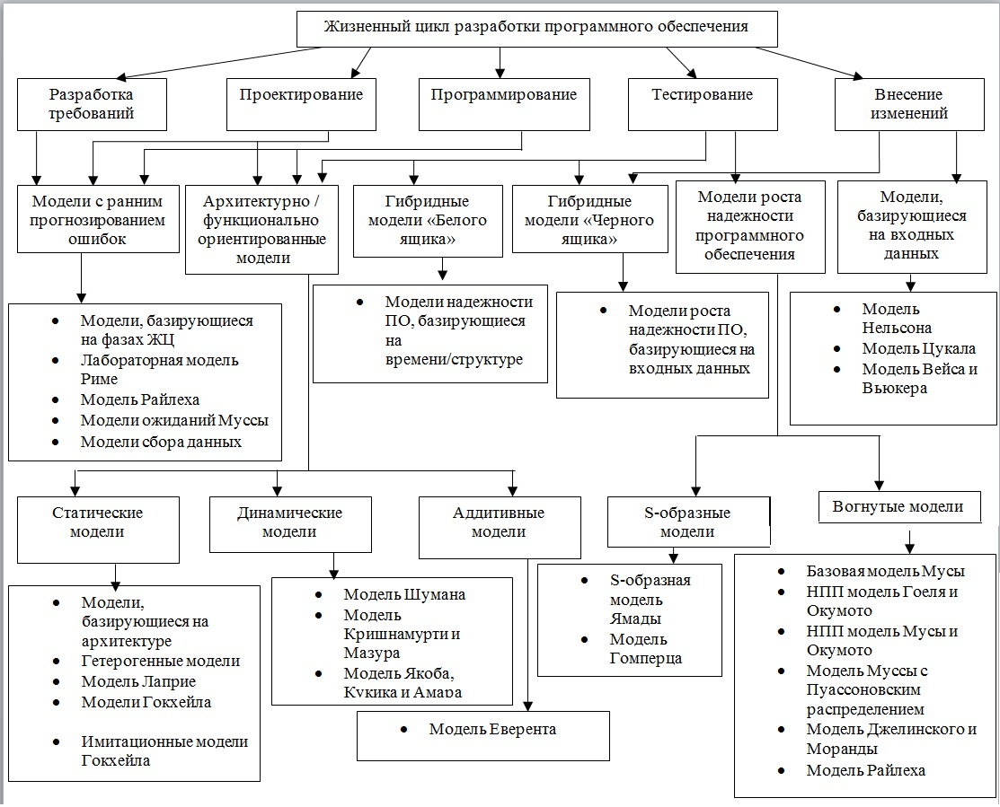 Жизненный цикл разработки программного обеспечения
Разработка
требований
Проектирование
Программирование
Тестирование
Внесение
изменений
Модели с ранним
прогнозированием
ошибок
Архитектурно /
функционально
ориентированные
модели
Гибридные
модели «Белого
ящика»
Гибридные
модели «Черного
ящика»
Модели роста
надежности
программного
обеспечения
Модели,
базирующиеся
на входных
данных
• Модели, базирующиеся
на фазах ЖЦ
• Лабораторная модель
Риме
• Модель Райлеха
• Модели ожиданий Муссы
• Модели сбора данных
• Модели надежности
ПО, базирующиеся
на
времени/структуре
• Модели роста
надежности ПО,
базирующиеся на
входных данных
• Модель
Нельсона
• Модель Цукала
• Модель Вейса и
Вьюкера
Статические
модели
Динамические
модели
Аддитивные
модели
S-образные
модели
Вогнутые модели
• Модели,
базирующиеся на
архитектуре
• Гетерогенные модели
• Модель Лаприе
• Модели Гокхейла
• Имитационные модели
Гокхейла
• Модель Шумана
• Модель
Кришнамурти и
Мазура
• Модель Якоба,
Кукика и Амара
• Модель Еверента
• S-образная
модель
Ямады
• Модель
Гомперца
• Базовая модель Мусы
• НПП модель Гоеля и
Окумото
• НПП модель Мусы и
Окумото
• Модель Муссы с
Пуассоновским
распределением
• Модель Джелинского и
Моранды
• Модель Райлеха